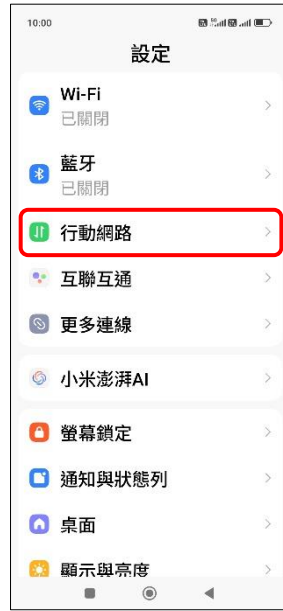 10:00
設定
Wi-Fi
已關閉
藍牙
已關閉
行動網路
互聯互通
更多連線
小米澎湃AI
螢幕鎖定
通知與狀態列
桌面
顯示與亮度